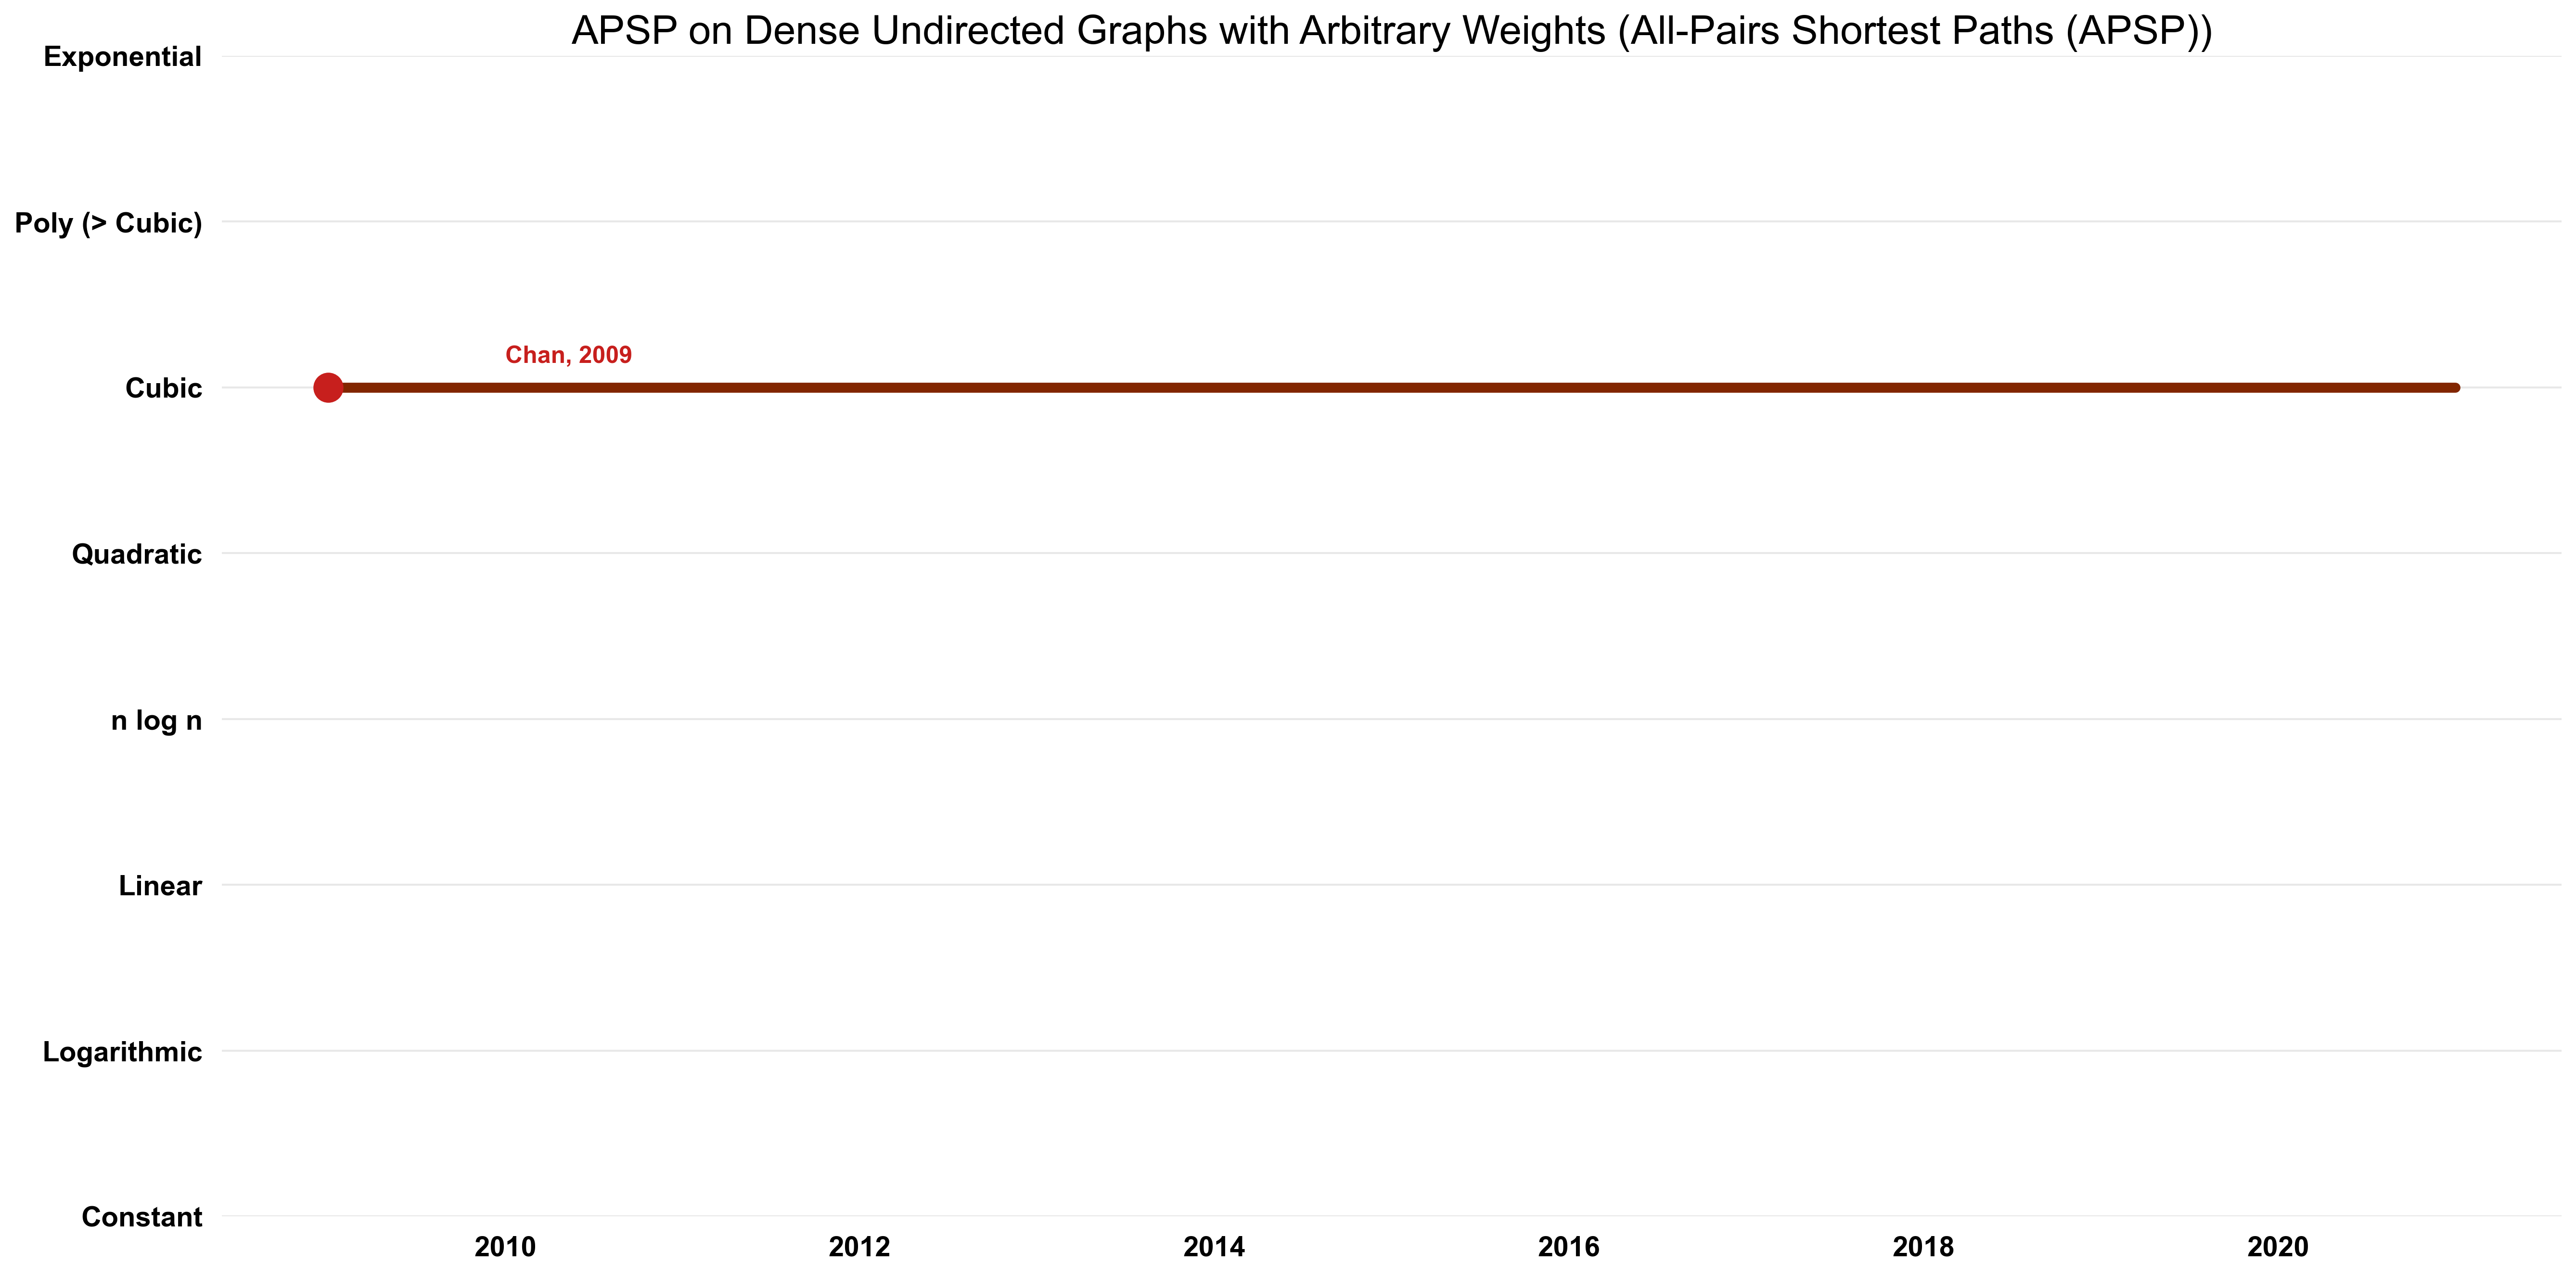 APSP on Dense Undirected Graphs with Arbitrary Weights (All-Pairs Shortest Paths (APSP))
Exponential
Poly (> Cubic)
Chan, 2009
Cubic
Quadratic
n log n
Linear
Logarithmic
Constant
2010 2012 2014 2016 2018 2020